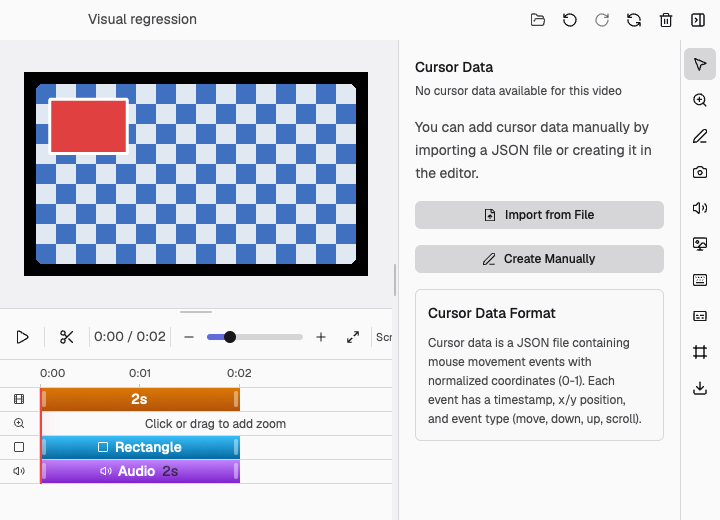 Visual regression
Cursor Data
No cursor data available for this video
You can add cursor data manually by
importing a JSON file or creating it in
the editor.
Import from File
Create Manually
Cursor Data Format
Cursor data is a JSON file containing
mouse movement events with
normalized coordinates (0-1). Each
event has a timestamp, x/y position,
and event type (move, down, up, scroll).
0:00 / 0:02
Scr
0:00 0:01 0:02
2s
Click or drag to add zoom
Rectangle
Audio 2s